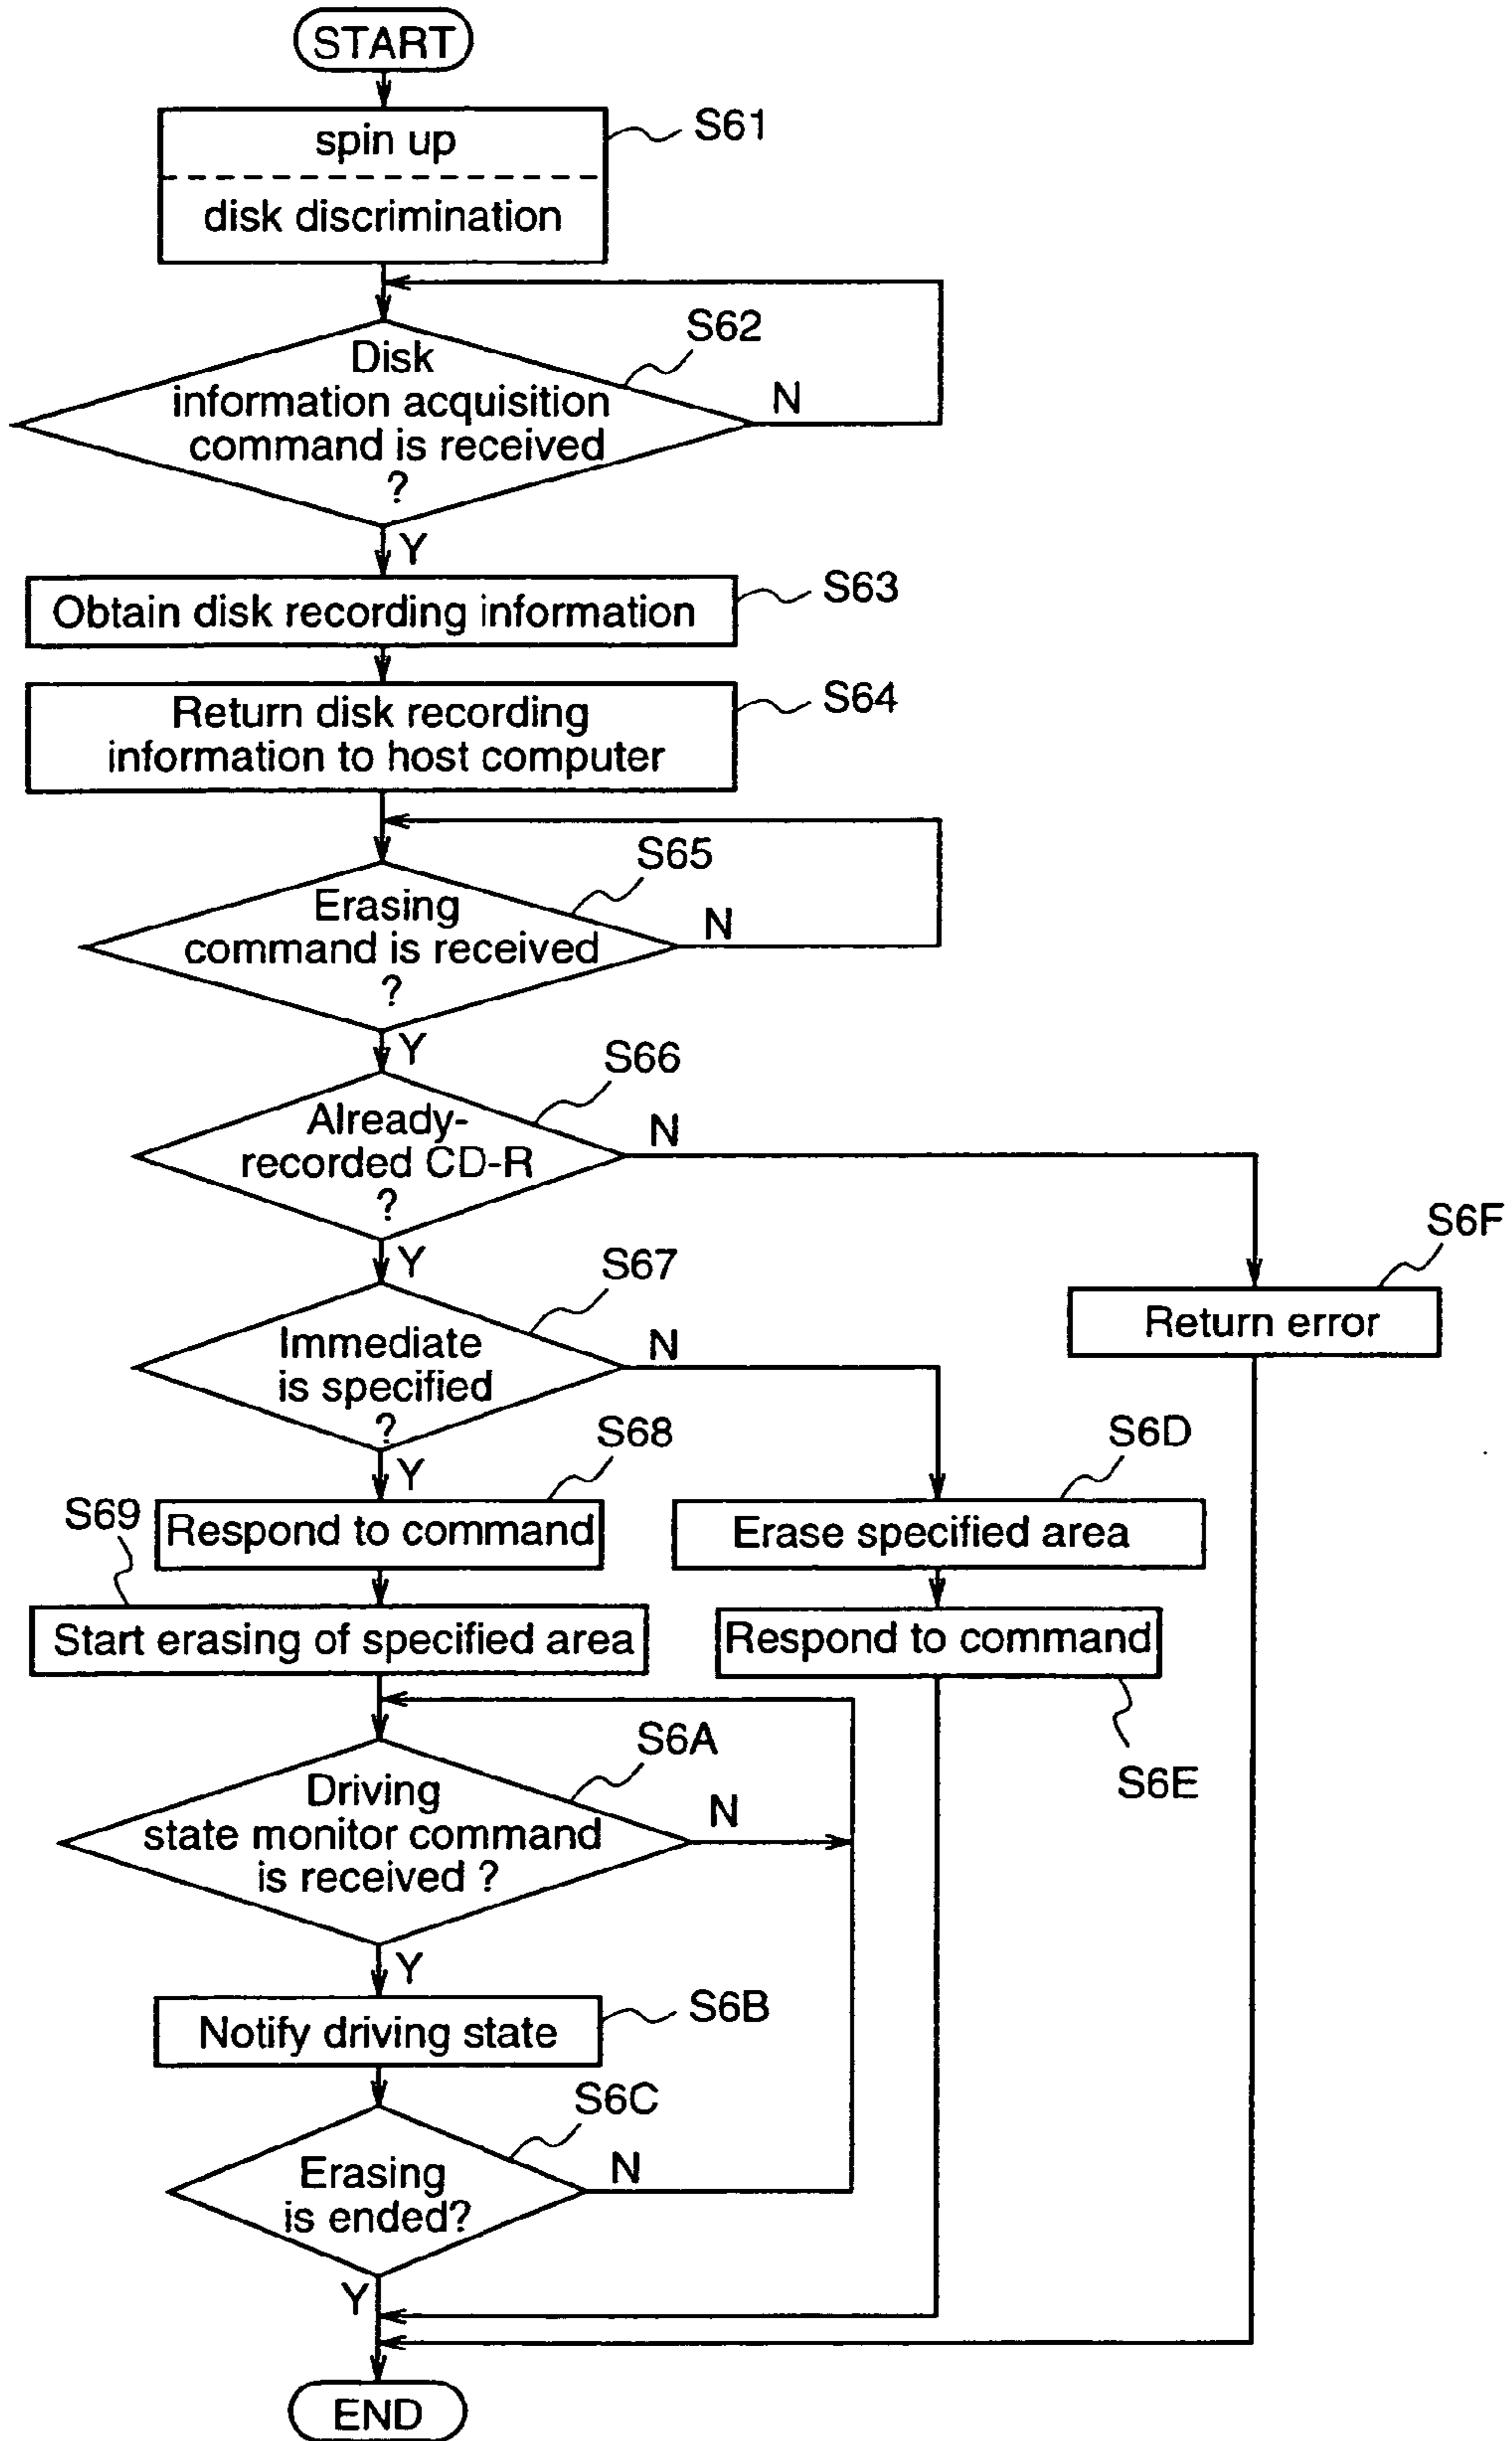 START
spin up
S61
disk discrimination
S62
Disk
information acquisition
command is received
?
N
Y
Obtain disk recording information
S63
Return disk recording
information to host computer
S64
S65
Erasing
command is received
?
N
Y
S66
Already-
recorded CD-R
?
N
Y
S67
S6F
Return error
Immediate
is specified
?
N
Y
S68
S6D
S69
Respond to command
Erase specified area
Start erasing of specified area
Respond to command
S6E
S6A
Driving
state monitor command
is received ?
N
Y
Notify driving state
S6B
S6C
Erasing
is ended?
N
Y
END